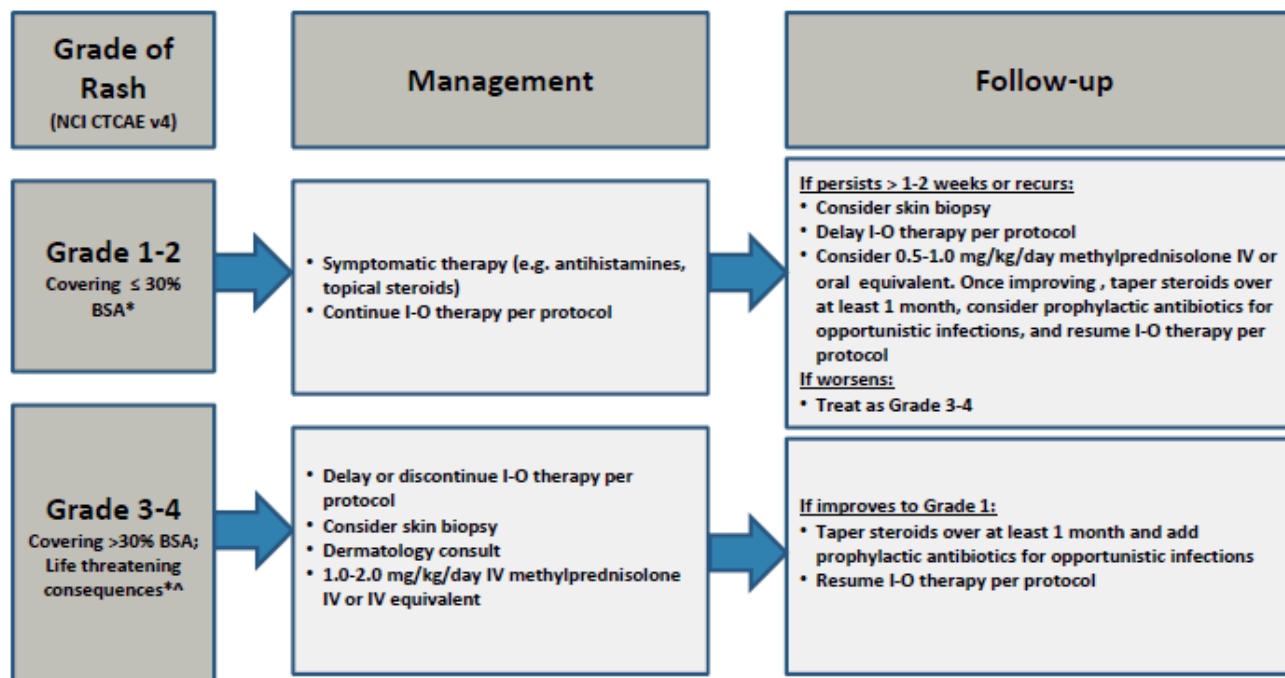 Grade of
Rash
(NCI CTCAE v4)
Management
Follow-up
Grade 1-2
Covering ≤ 30%
BSA*
• Symptomatic therapy (e.g. antihistamines,
topical steroids)
• Continue I-O therapy per protocol
If persists > 1-2 weeks or recurs:
• Consider skin biopsy
• Delay I-O therapy per protocol
• Consider 0.5-1.0 mg/kg/day methylprednisolone IV or
oral equivalent. Once improving , taper steroids over
at least 1 month, consider prophylactic antibiotics for
opportunistic infections, and resume I-O therapy per
protocol
If worsens:
• Treat as Grade 3-4
Grade 3-4
Covering >30% BSA;
Life threatening
consequences*^
• Delay or discontinue I-O therapy per
protocol
• Consider skin biopsy
• Dermatology consult
• 1.0-2.0 mg/kg/day IV methylprednisolone
IV or IV equivalent
If improves to Grade 1:
• Taper steroids over at least 1 month and add
prophylactic antibiotics for opportunistic infections
• Resume I-O therapy per protocol